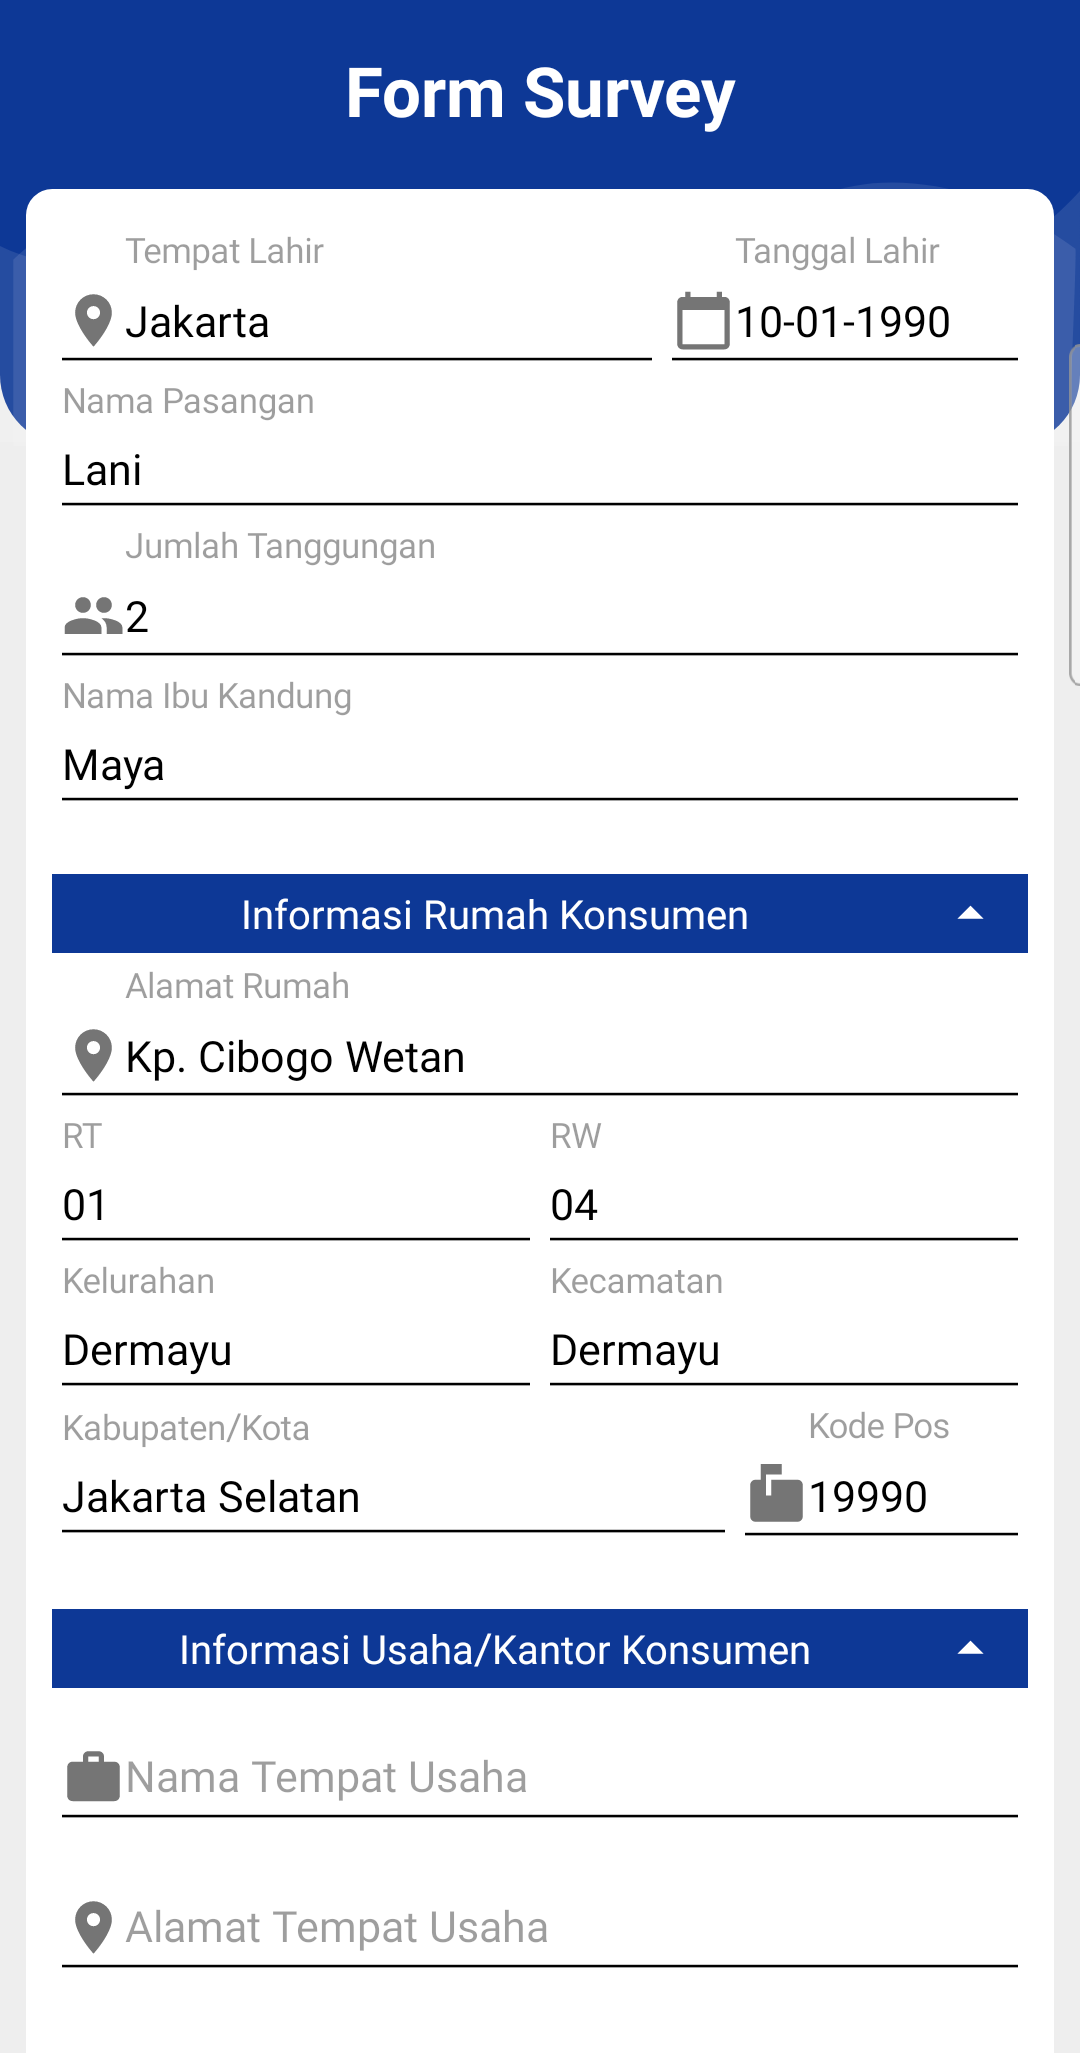 Form Survey
Tempat Lahir
Tanggal Lahir
Jakarta
10-01-1990
Nama Pasangan
Lani
Jumlah Tanggungan
2
Nama Ibu Kandung
Maya
Informasi Rumah Konsumen
Alamat Rumah
Kp. Cibogo Wetan
RT
RW
01
04
Kelurahan
Kecamatan
Dermayu
Dermayu
Kabupaten/Kota
Kode Pos
Jakarta Selatan
19990
Informasi Usaha/Kantor Konsumen
Nama Tempat Usaha
Alamat Tempat Usaha